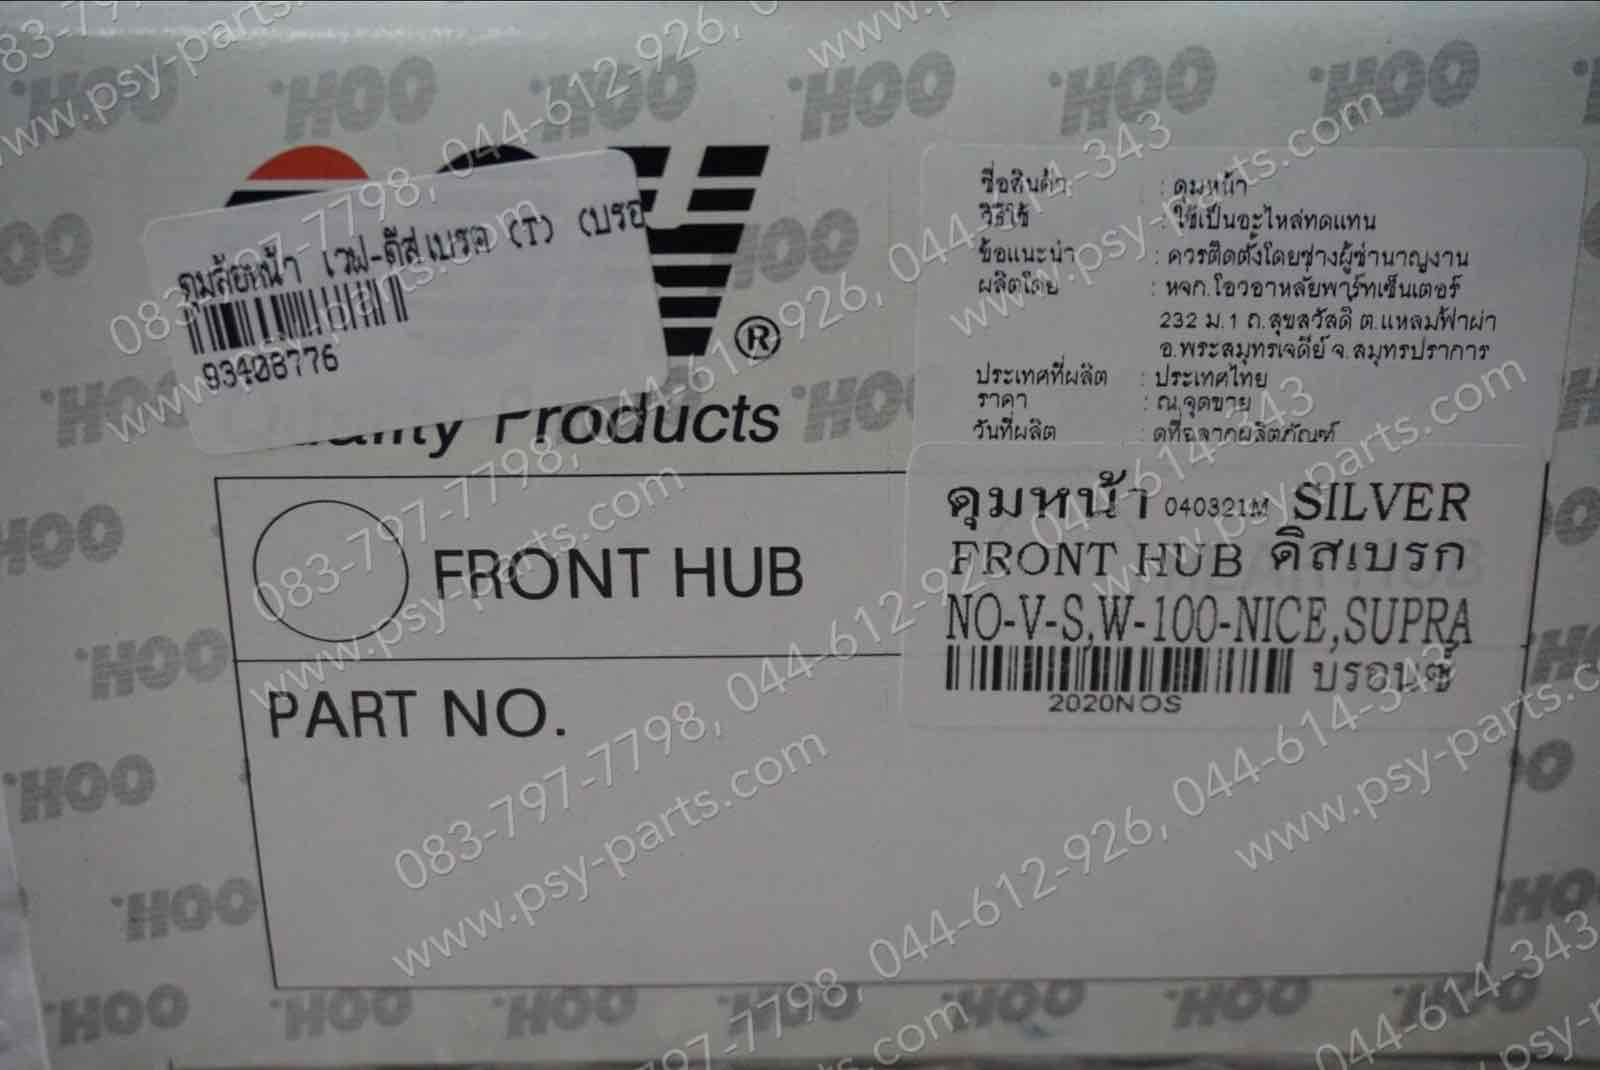 ดุมล้อหน้า เวฟ-ดิสเบรค (T) (บรอ
93408776
®
Quality Products
FRONT HUB
PART NO.
ชื่อสินค้า : ดุมหน้า
วิธีใช้ : ใช้เป็นอะไหล่ทดแทน
ข้อแนะนำ : ควรติดตั้งโดยช่างผู้ชำนาญงาน
ผลิตโดย : หจก.โอวอาหลั่ยพาร์ทเซ็นเตอร์
232 ม.1 ถ.สุขสวัสดิ์ ต.แหลมฟ้าผ่า
อ.พระสมุทรเจดีย์ จ.สมุทรปราการ
ประเทศที่ผลิต : ประเทศไทย
ราคา : ณ.จุดขาย
วันที่ผลิต : ดูที่ฉลากผลิตภัณฑ์
ดุมหน้า 040321M SILVER
FRONT HUB ดิสเบรก
NO-V-S,W-100-NICE,SUPRA
บรอนซ์
2020NOS
OOH.
083-797-7798, 044-612-926, 044-614-343
www.psy-parts.com